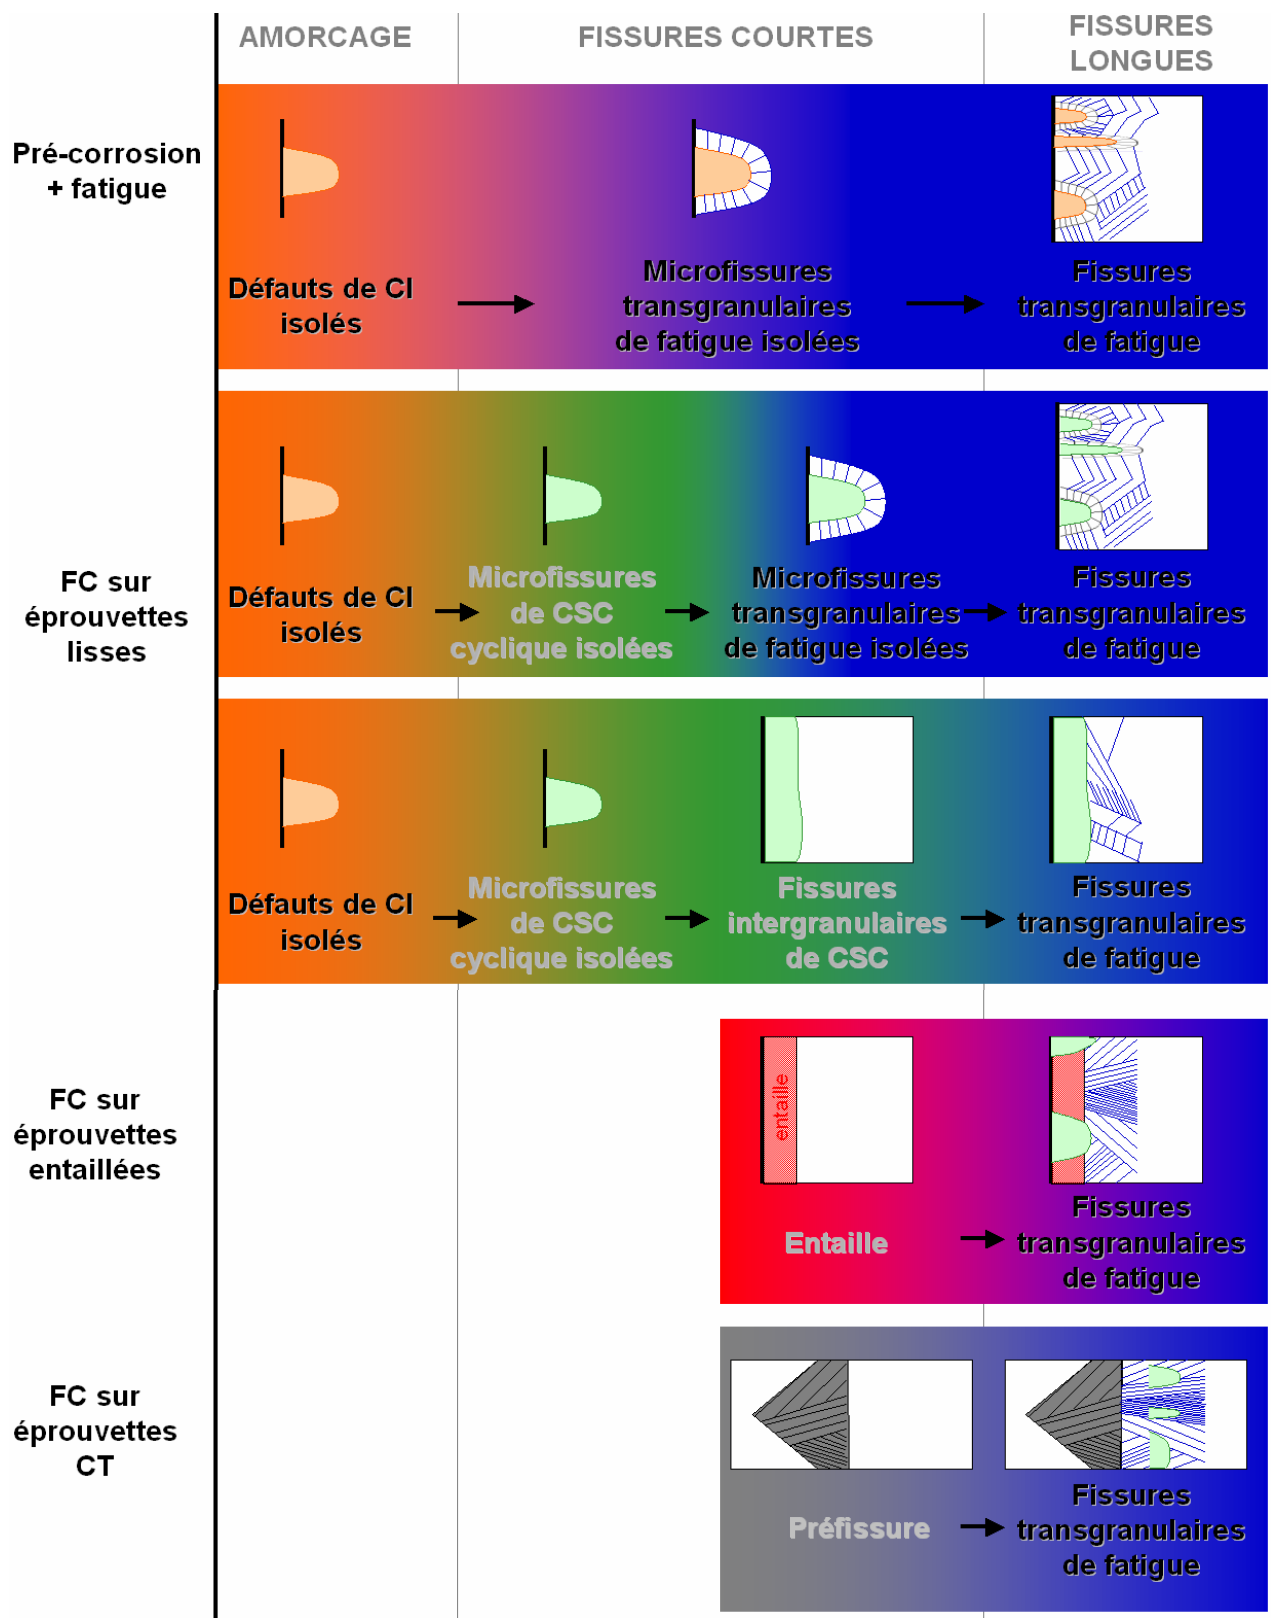 AMORCAGE
FISSURES COURTES
FISSURES
LONGUES
Pré-corrosion
+ fatigue
Défauts de CI
isolés
Microfissures
transgranulaires
de fatigue isolées
Fissures
transgranulaires
de fatigue
FC sur
éprouvettes
lisses
Défauts de CI
isolés
Microfissures
de CSC
cyclique isolées
Microfissures
transgranulaires
de fatigue isolées
Fissures
transgranulaires
de fatigue
Défauts de CI
isolés
Microfissures
de CSC
cyclique isolées
Fissures
intergranulaires
de CSC
Fissures
transgranulaires
de fatigue
FC sur
éprouvettes
entaillées
entaille
Entaille
Fissures
transgranulaires
de fatigue
FC sur
éprouvettes
CT
Préfissure
Fissures
transgranulaires
de fatigue